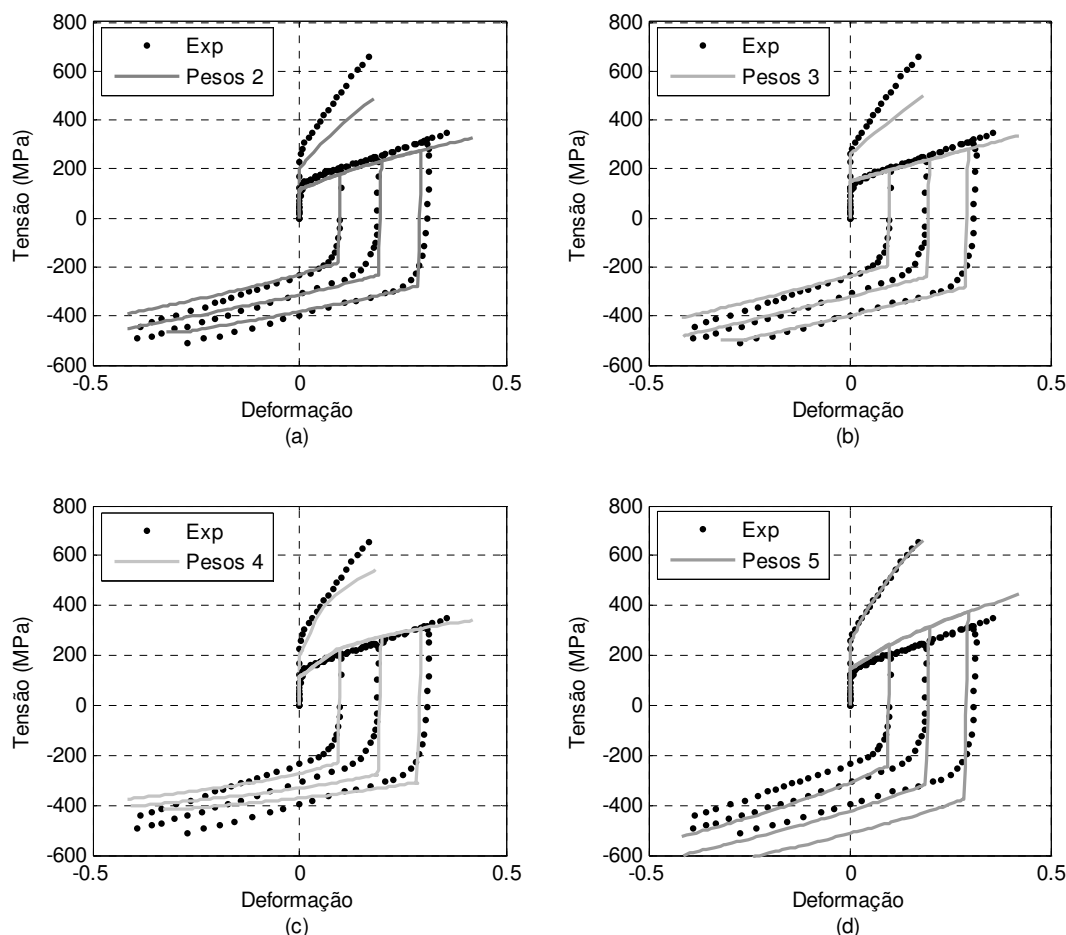 800
600
400
200
0
-200
-400
-600
-0.5
0
0.5
Tensão (MPa)
Deformação
(a)
Exp
Pesos 2
800
600
400
200
0
-200
-400
-600
-0.5
0
0.5
Tensão (MPa)
Deformação
(b)
Exp
Pesos 3
800
600
400
200
0
-200
-400
-600
-0.5
0
0.5
Tensão (MPa)
Deformação
(c)
Exp
Pesos 4
800
600
400
200
0
-200
-400
-600
-0.5
0
0.5
Tensão (MPa)
Deformação
(d)
Exp
Pesos 5